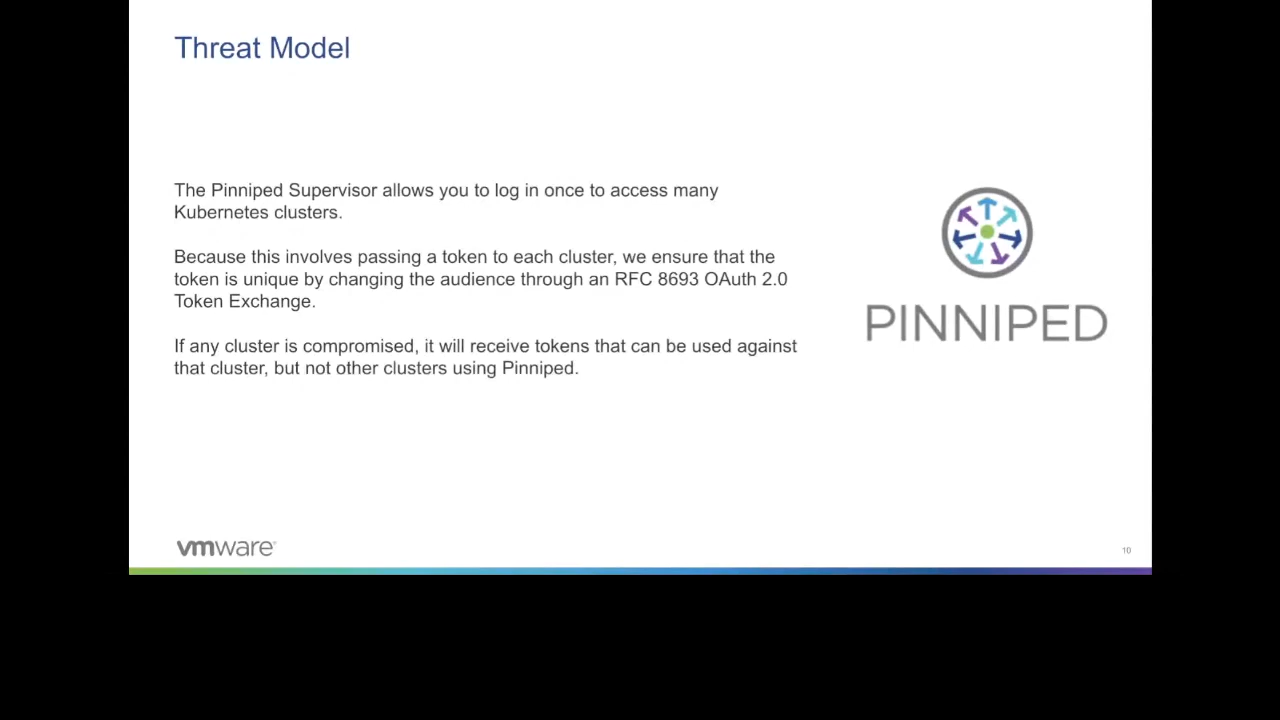 Threat Model
The Pinniped Supervisor allows you to log in once to access many
Kubernetes clusters.
Because this involves passing a token to each cluster, we ensure that the
token is unique by changing the audience through an RFC 8693 OAuth 2.0
Token Exchange.
If any cluster is compromised, it will receive tokens that can be used against
that cluster, but not other clusters using Pinniped.
PINNIPED
vmware®
10